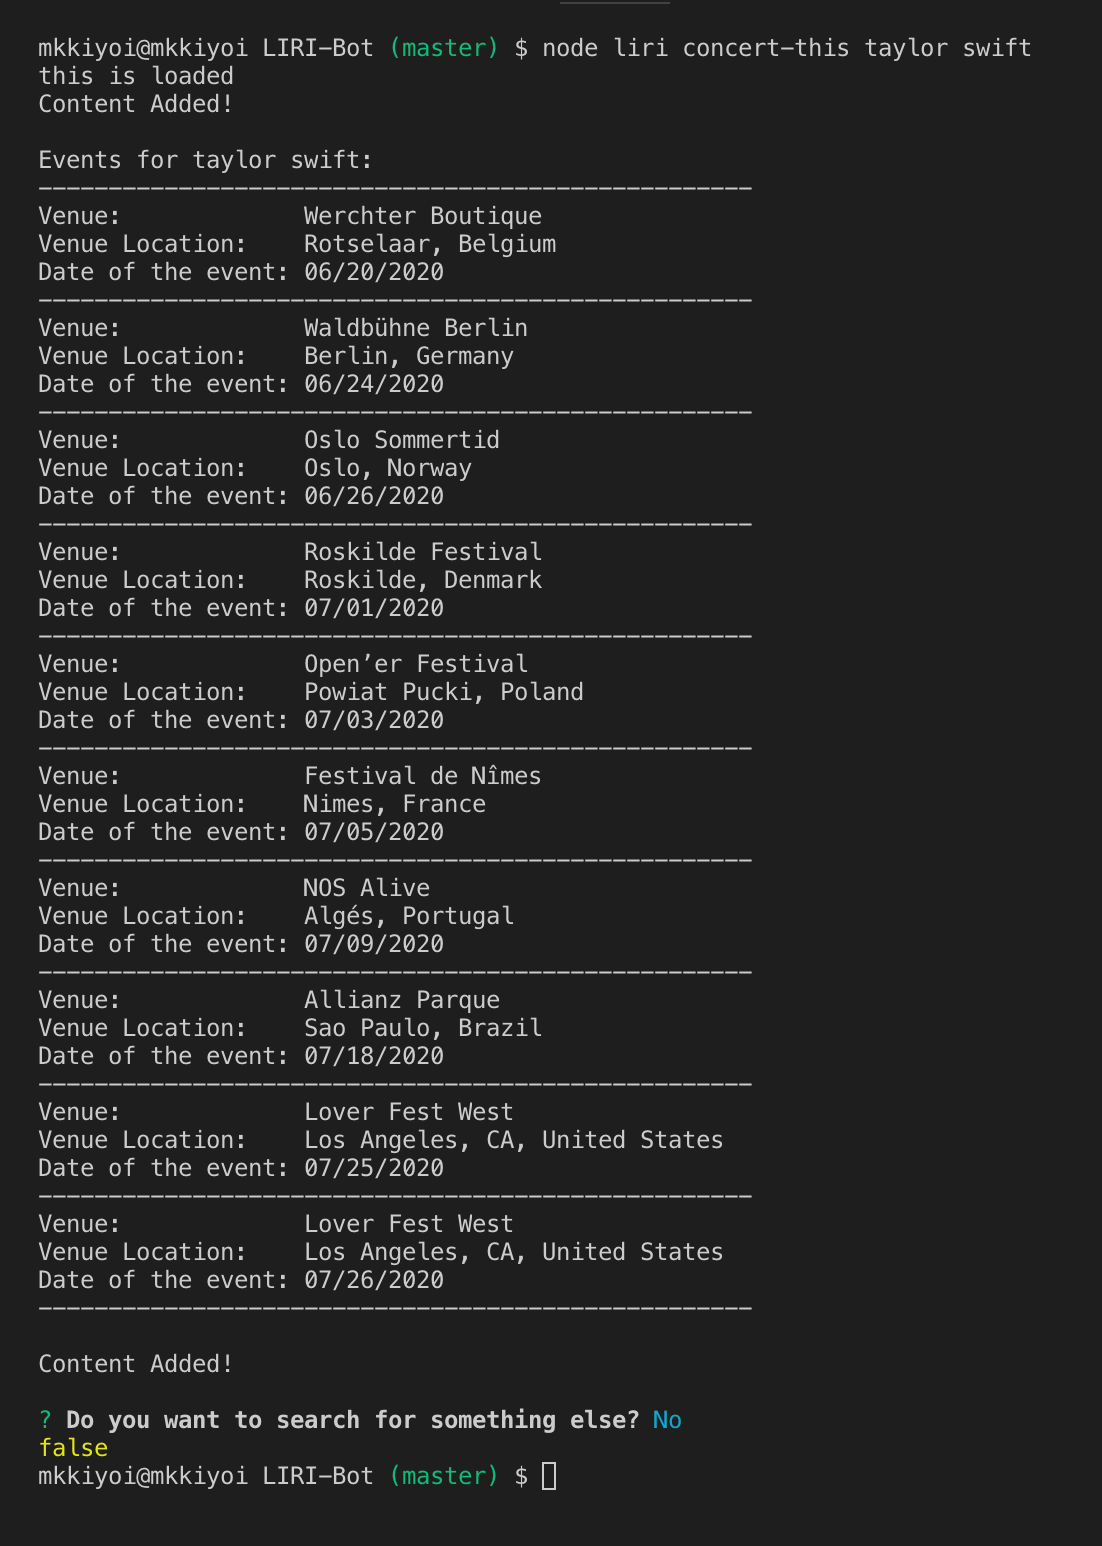 mkkiyoi@mkkiyoi LIRI-Bot (master) $ node liri concert-this taylor swift
this is loaded
Content Added!

Events for taylor swift:
---------------------------------------------------
Venue:             Werchter Boutique
Venue Location:    Rotselaar, Belgium
Date of the event: 06/20/2020
---------------------------------------------------
Venue:             Waldbühne Berlin
Venue Location:    Berlin, Germany
Date of the event: 06/24/2020
---------------------------------------------------
Venue:             Oslo Sommertid
Venue Location:    Oslo, Norway
Date of the event: 06/26/2020
---------------------------------------------------
Venue:             Roskilde Festival
Venue Location:    Roskilde, Denmark
Date of the event: 07/01/2020
---------------------------------------------------
Venue:             Open’er Festival
Venue Location:    Powiat Pucki, Poland
Date of the event: 07/03/2020
---------------------------------------------------
Venue:             Festival de Nîmes
Venue Location:    Nimes, France
Date of the event: 07/05/2020
---------------------------------------------------
Venue:             NOS Alive
Venue Location:    Algés, Portugal
Date of the event: 07/09/2020
---------------------------------------------------
Venue:             Allianz Parque
Venue Location:    Sao Paulo, Brazil
Date of the event: 07/18/2020
---------------------------------------------------
Venue:             Lover Fest West
Venue Location:    Los Angeles, CA, United States
Date of the event: 07/25/2020
---------------------------------------------------
Venue:             Lover Fest West
Venue Location:    Los Angeles, CA, United States
Date of the event: 07/26/2020
---------------------------------------------------

Content Added!

? Do you want to search for something else? No
false
mkkiyoi@mkkiyoi LIRI-Bot (master) $